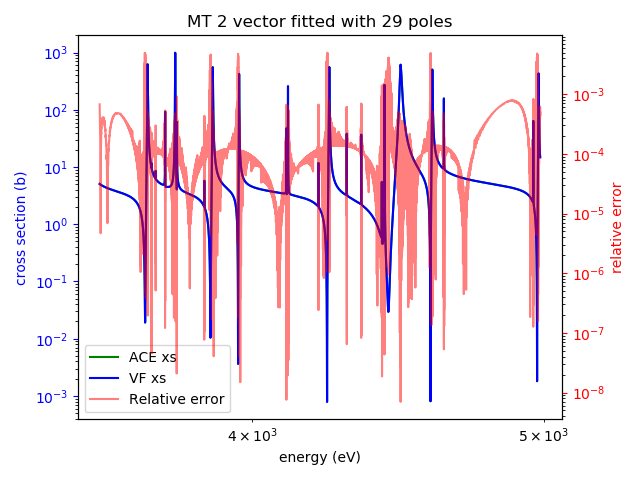 MT 2 vector fitted with 29 poles
cross section (b)
10³
10²
10¹
10⁰
10⁻¹
10⁻²
10⁻³
ACE xs
VF xs
Relative error
4 × 10³
5 × 10³
energy (eV)
10⁻³
10⁻⁴
10⁻⁵
10⁻⁶
10⁻⁷
10⁻⁸
relative error